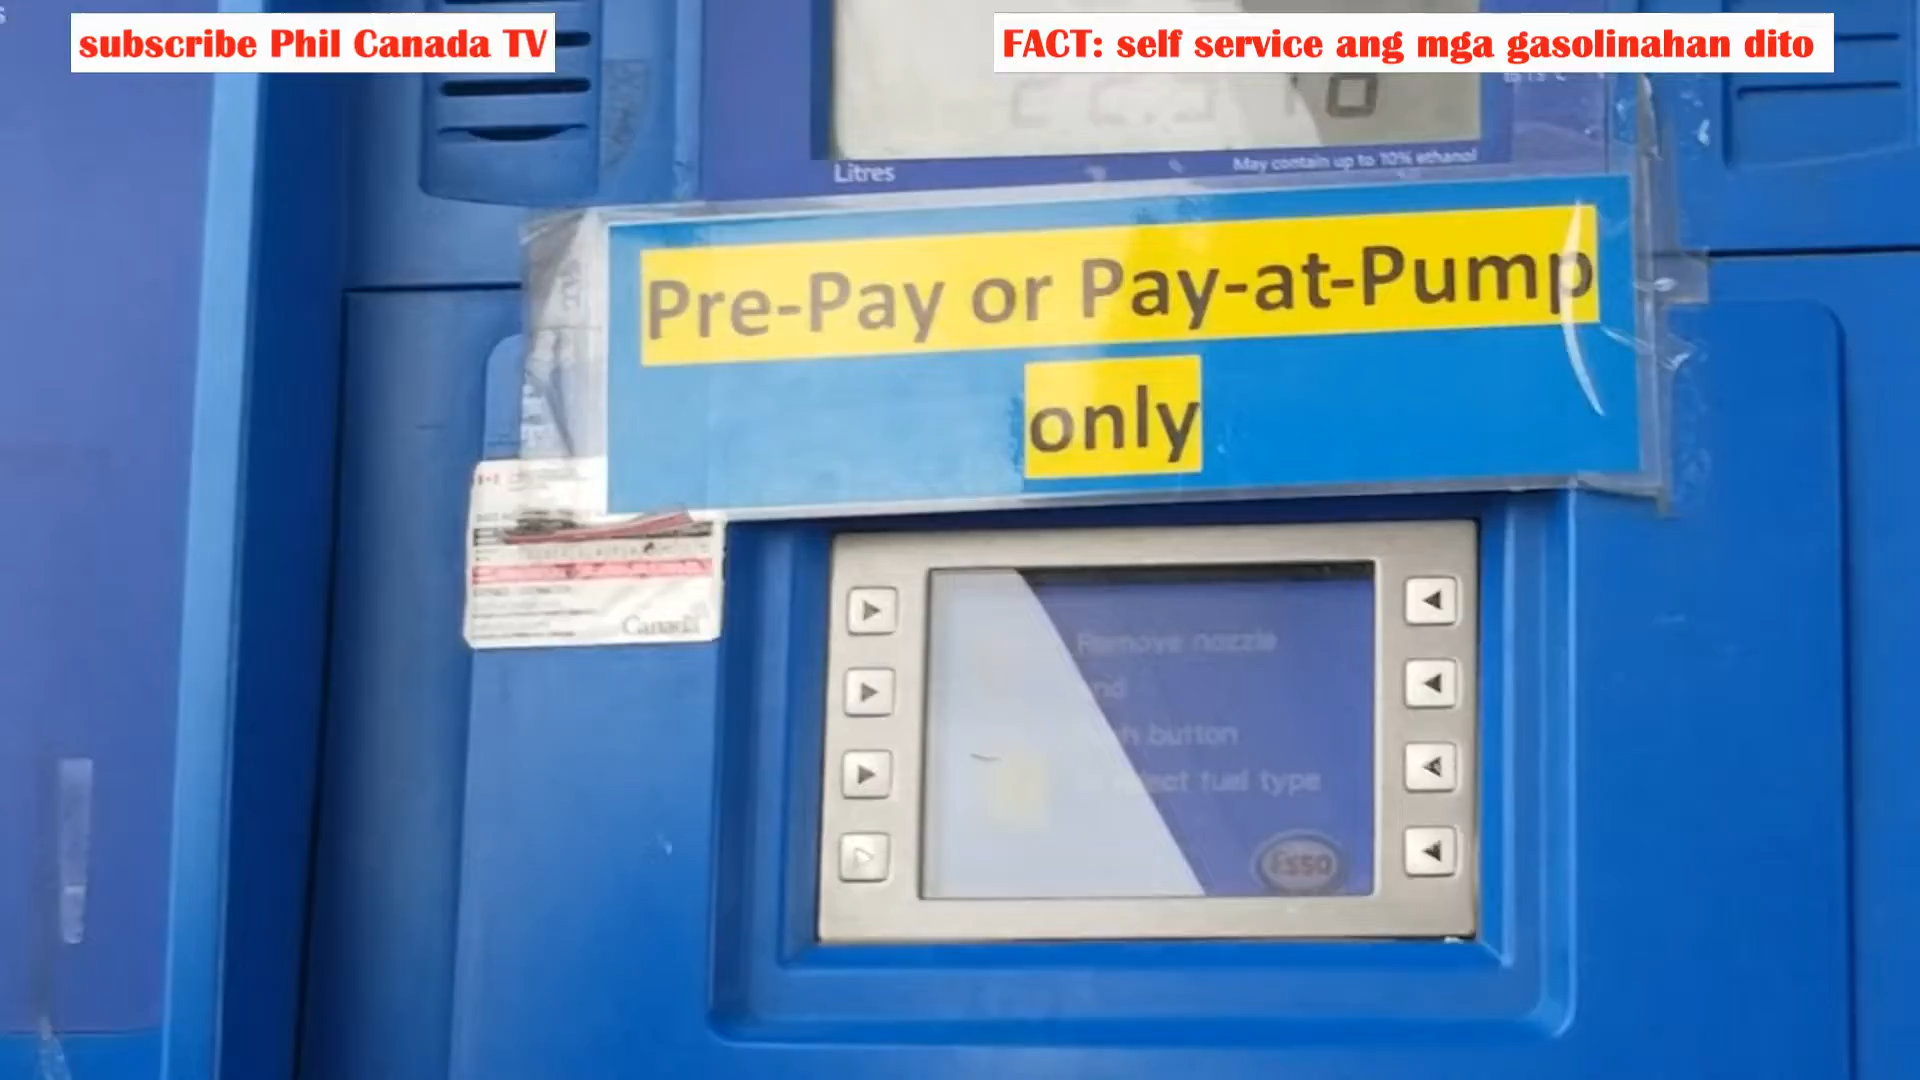 subscribe Phil Canada TV
FACT: self service ang mga gasolinahan dito
Litres
May contain up to 10% ethanol
Pre-Pay or Pay-at-Pump
only
Canada
Remove nozzle
button
fuel type
Esso